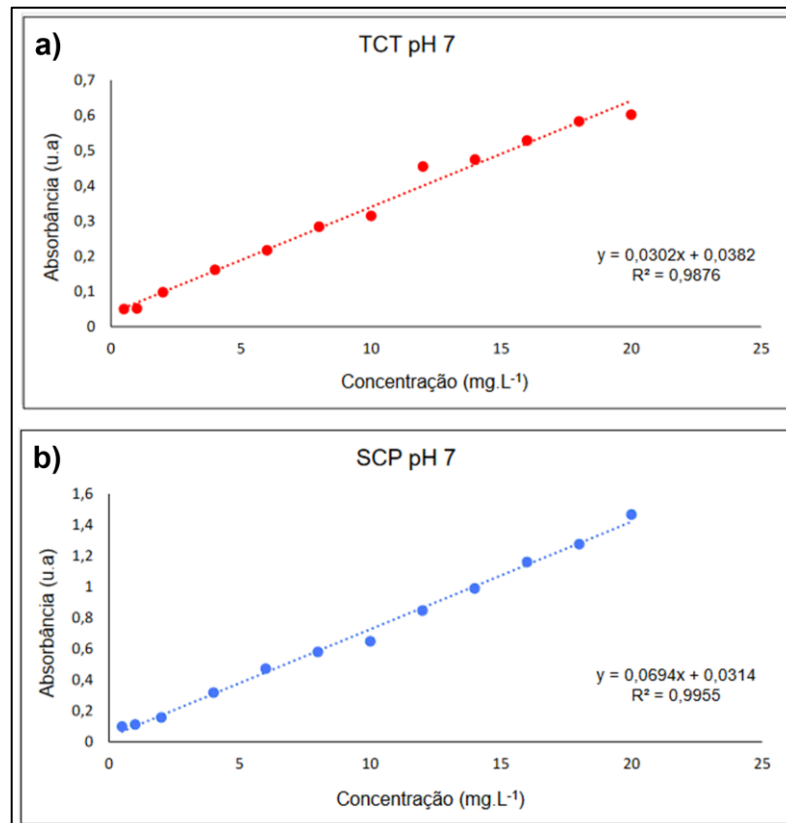 a)
TCT pH 7
0,7
0,6
0,5
0,4
0,3
0,2
0,1
0
Absorbância (u.a)
y = 0,0302x + 0,0382
R² = 0,9876
0 5 10 15 20 25
Concentração (mg.L⁻¹)
b)
SCP pH 7
1,6
1,4
1,2
1
0,8
0,6
0,4
0,2
0
Absorbância (u.a)
y = 0,0694x + 0,0314
R² = 0,9955
0 5 10 15 20 25
Concentração (mg.L⁻¹)